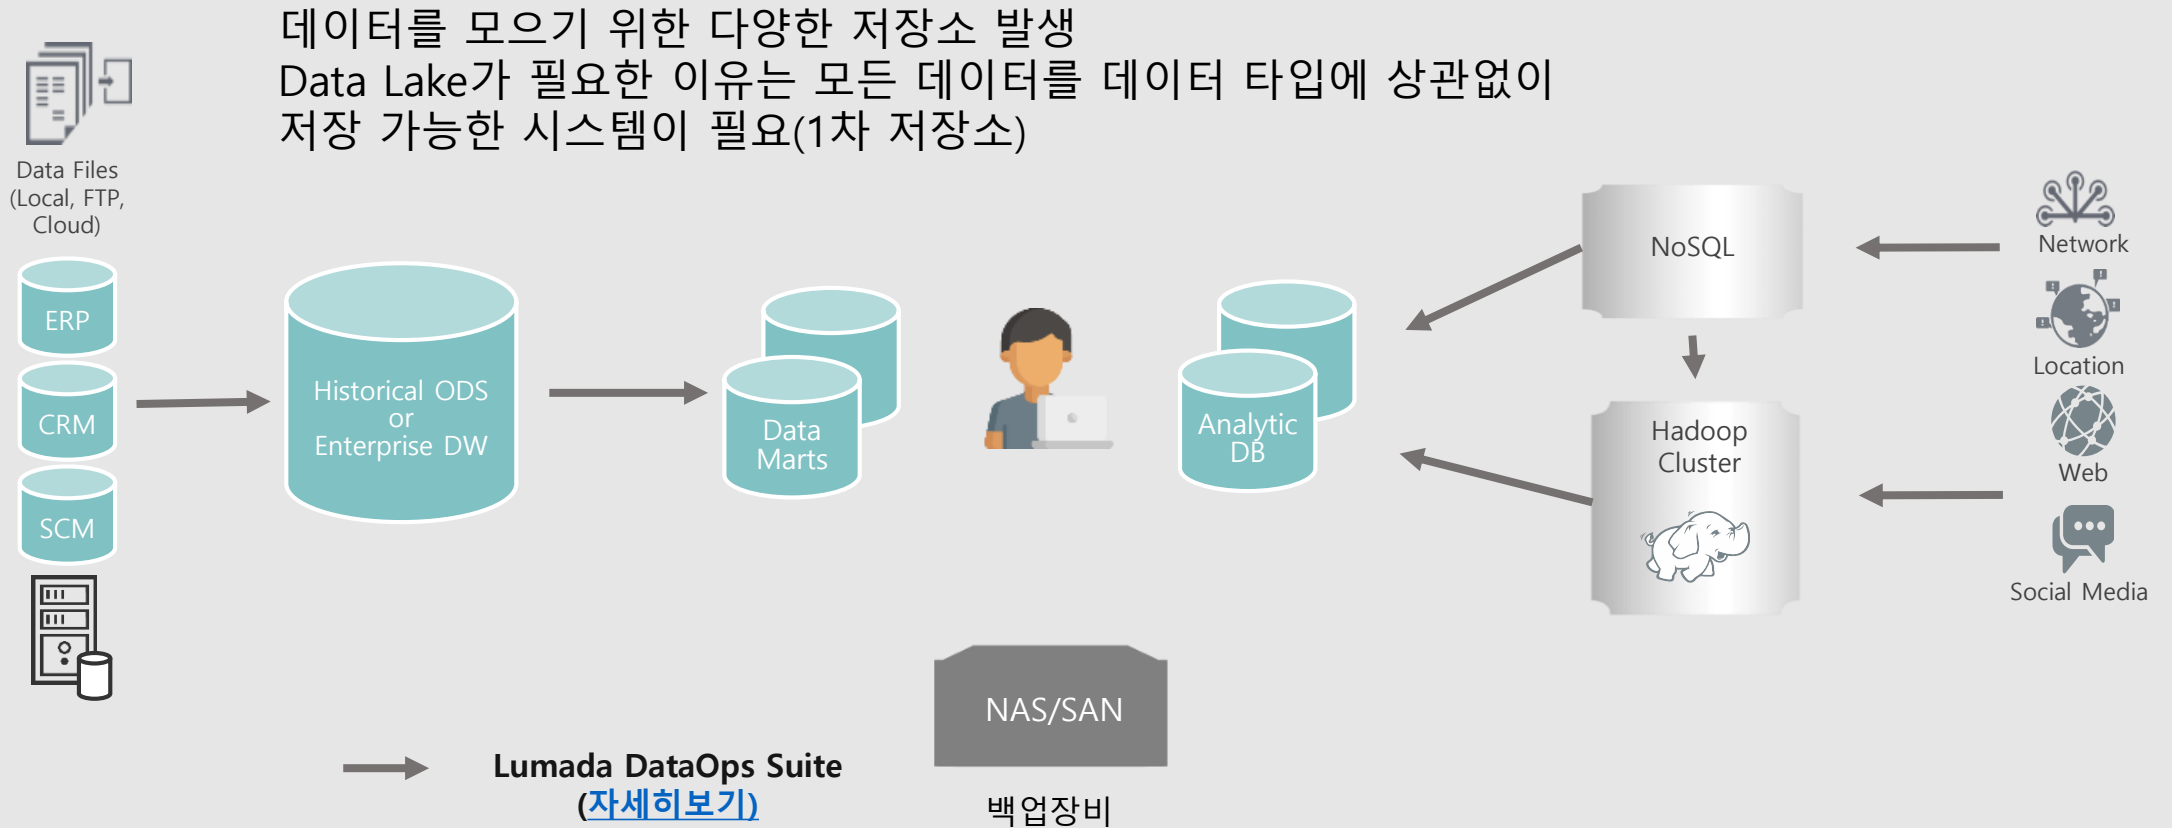 데이터를 모으기 위한 다양한 저장소 발생
Data Lake가 필요한 이유는 모든 데이터를 데이터 타입에 상관없이
저장 가능한 시스템이 필요(1차 저장소)
Data Files
(Local, FTP,
Cloud)
ERP
CRM
SCM
Historical ODS
or
Enterprise DW
Data
Marts
Analytic
DB
NoSQL
Hadoop
Cluster
Network
Location
Web
Social Media
NAS/SAN
백업장비
Lumada DataOps Suite
(자세히보기)